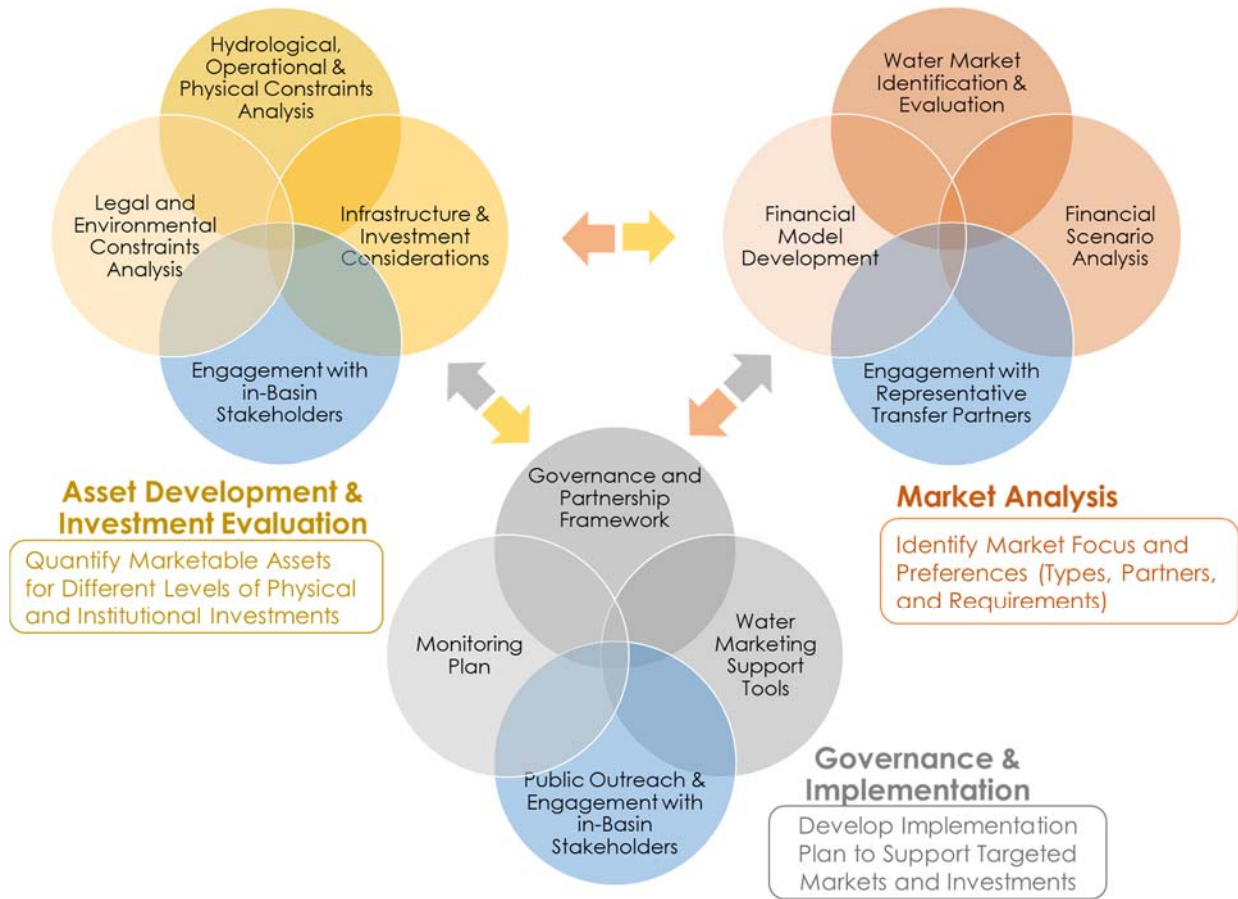 Hydrological,
Operational &
Physical Constraints
Analysis
Legal and
Environmental
Constraints
Analysis
Infrastructure &
Investment
Considerations
Engagement with
in-Basin
Stakeholders
Asset Development &
Investment Evaluation
Quantify Marketable Assets
for Different Levels of Physical
and Institutional Investments
Water Market
Identification &
Evaluation
Financial
Model
Development
Financial
Scenario
Analysis
Engagement with
Representative
Transfer Partners
Market Analysis
Identify Market Focus and
Preferences (Types, Partners,
and Requirements)
Governance and
Partnership
Framework
Monitoring
Plan
Water
Marketing
Support
Tools
Public Outreach &
Engagement with
in-Basin
Stakeholders
Governance &
Implementation
Develop Implementation
Plan to Support Targeted
Markets and Investments